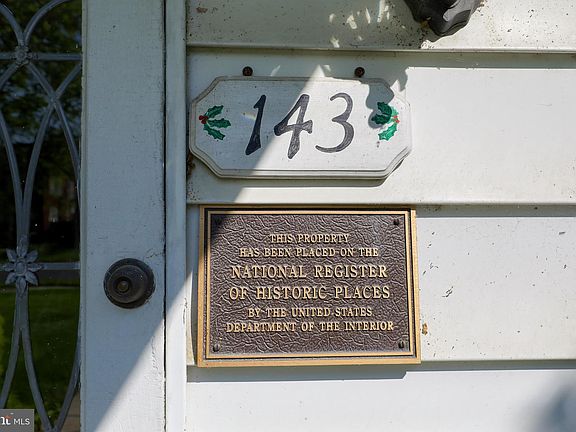 143
THIS PROPERTY
HAS BEEN PLACED ON THE
NATIONAL REGISTER
OF HISTORIC PLACES
BY THE UNITED STATES
DEPARTMENT OF THE INTERIOR
MLS